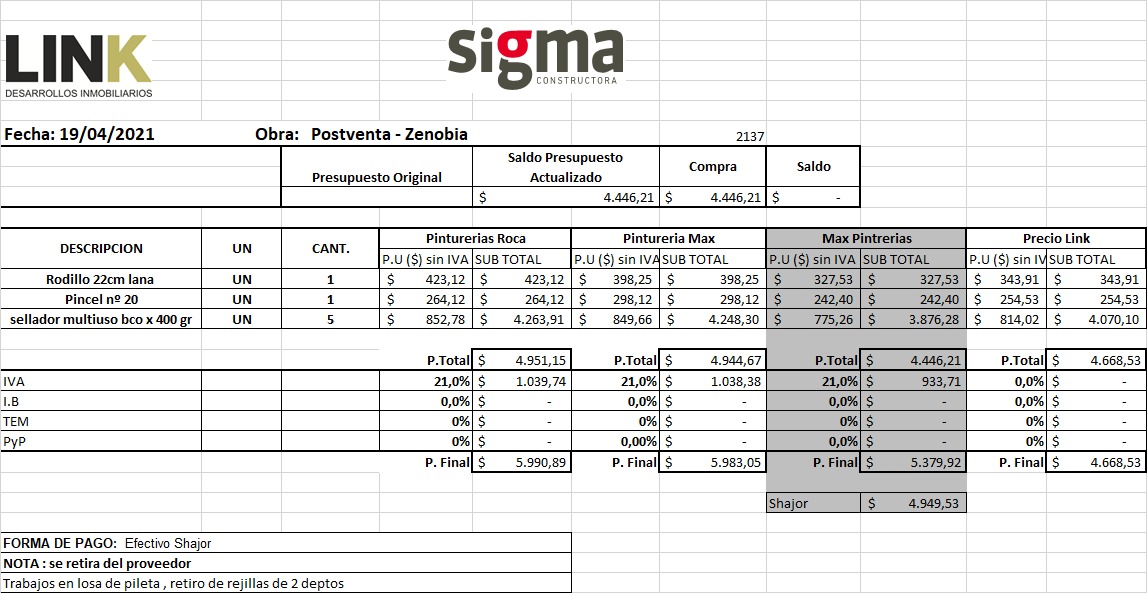 LINK
DESARROLLOS INMOBILIARIOS
sigma
CONSTRUCTORA
Fecha: 19/04/2021 Obra: Postventa - Zenobia 2137
Presupuesto Original Saldo Presupuesto Actualizado Compra Saldo
$ 4.446,21 $ 4.446,21 $ -
DESCRIPCION UN CANT. Pinturerias Roca Pintureria Max Max Pintrerias Precio Link
P.U ($) sin IVA SUB TOTAL P.U ($) sin IVA SUB TOTAL P.U ($) sin IVA SUB TOTAL P.U ($) sin IV SUB TOTAL
Rodillo 22cm lana UN 1 $ 423,12 $ 423,12 $ 398,25 $ 398,25 $ 327,53 $ 327,53 $ 343,91 $ 343,91
Pincel nº 20 UN 1 $ 264,12 $ 264,12 $ 298,12 $ 298,12 $ 242,40 $ 242,40 $ 254,53 $ 254,53
sellador multiuso bco x 400 gr UN 5 $ 852,78 $ 4.263,91 $ 849,66 $ 4.248,30 $ 775,26 $ 3.876,28 $ 814,02 $ 4.070,10
P.Total $ 4.951,15 P.Total $ 4.944,67 P.Total $ 4.446,21 P.Total $ 4.668,53
IVA 21,0% $ 1.039,74 21,0% $ 1.038,38 21,0% $ 933,71 0,0% $ -
I.B 0,0% $ - 0,0% $ - 0,0% $ - 0,0% $ -
TEM 0% $ - 0% $ - 0% $ - 0% $ -
PyP 0% $ - 0,00% $ - 0,0% $ - 0% $ -
P. Final $ 5.990,89 P. Final $ 5.983,05 P. Final $ 5.379,92 P. Final $ 4.668,53
Shajor $ 4.949,53
FORMA DE PAGO: Efectivo Shajor
NOTA : se retira del proveedor
Trabajos en losa de pileta , retiro de rejillas de 2 deptos